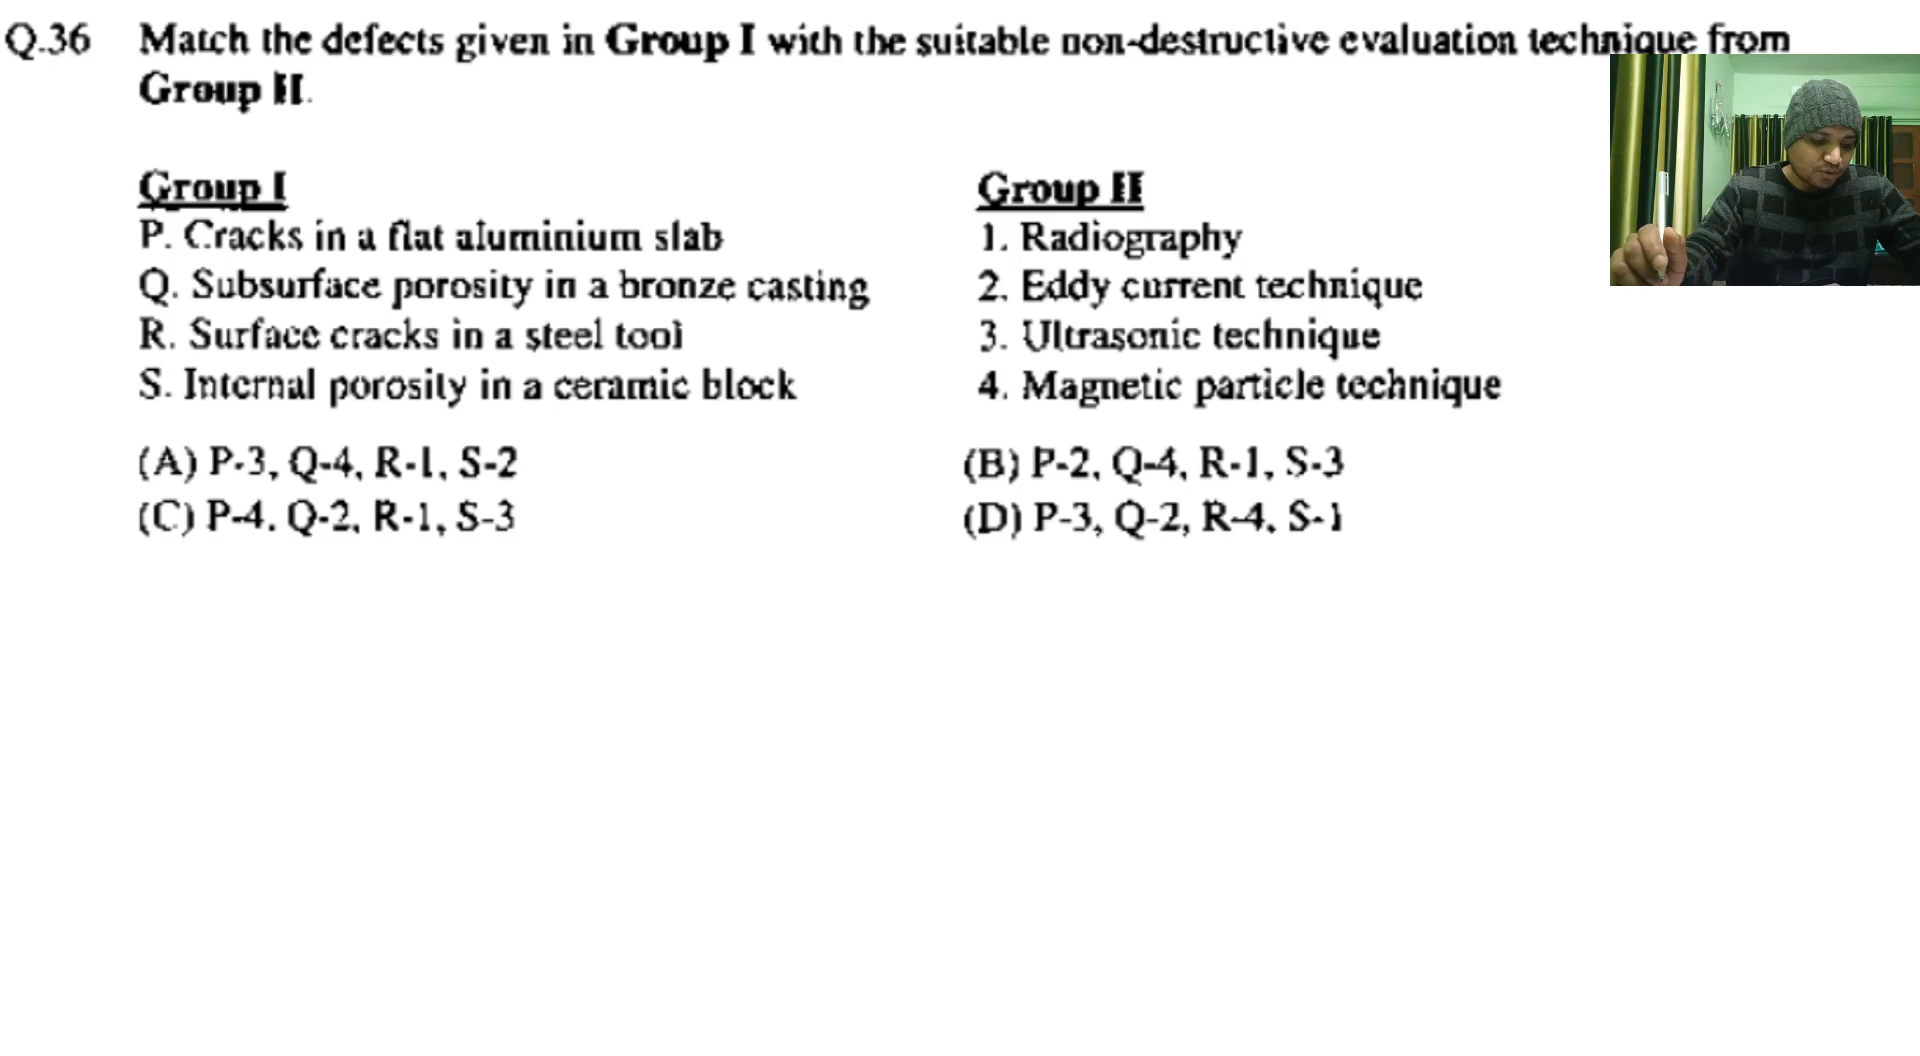 Q.36 Match the defects given in Group I with the suitable non-destructive evaluation technique from
Group II.
Group I
P. Cracks in a flat aluminium slab
Q. Subsurface porosity in a bronze casting
R. Surface cracks in a steel tool
S. Internal porosity in a ceramic block
Group II
1. Radiography
2. Eddy current technique
3. Ultrasonic technique
4. Magnetic particle technique
(A) P-3, Q-4, R-1, S-2
(B) P-2, Q-4, R-1, S-3
(C) P-4, Q-2, R-1, S-3
(D) P-3, Q-2, R-4, S-1